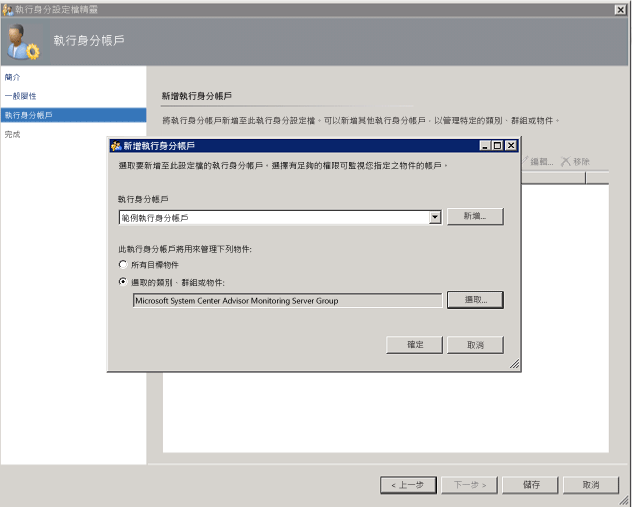 執行身分設定檔精靈
執行身分帳戶
簡介
一般屬性
執行身分帳戶
完成
新增執行身分帳戶
將執行身分帳戶新增至此執行身分設定檔。可以新增其他執行身分帳戶，以管理特定的類別、群組或物件。
編輯... 移除
新增執行身分帳戶
選取要新增至此設定檔的執行身分帳戶。選擇有足夠的權限可監視您指定之物件的帳戶。
執行身分帳戶
範例執行身分帳戶
新增...
此執行身分帳戶將用來管理下列物件:
所有目標物件
選取的類別、群組或物件:
Microsoft System Center Advisor Monitoring Server Group
選取...
確定 取消
< 上一步 下一步 > 儲存 取消